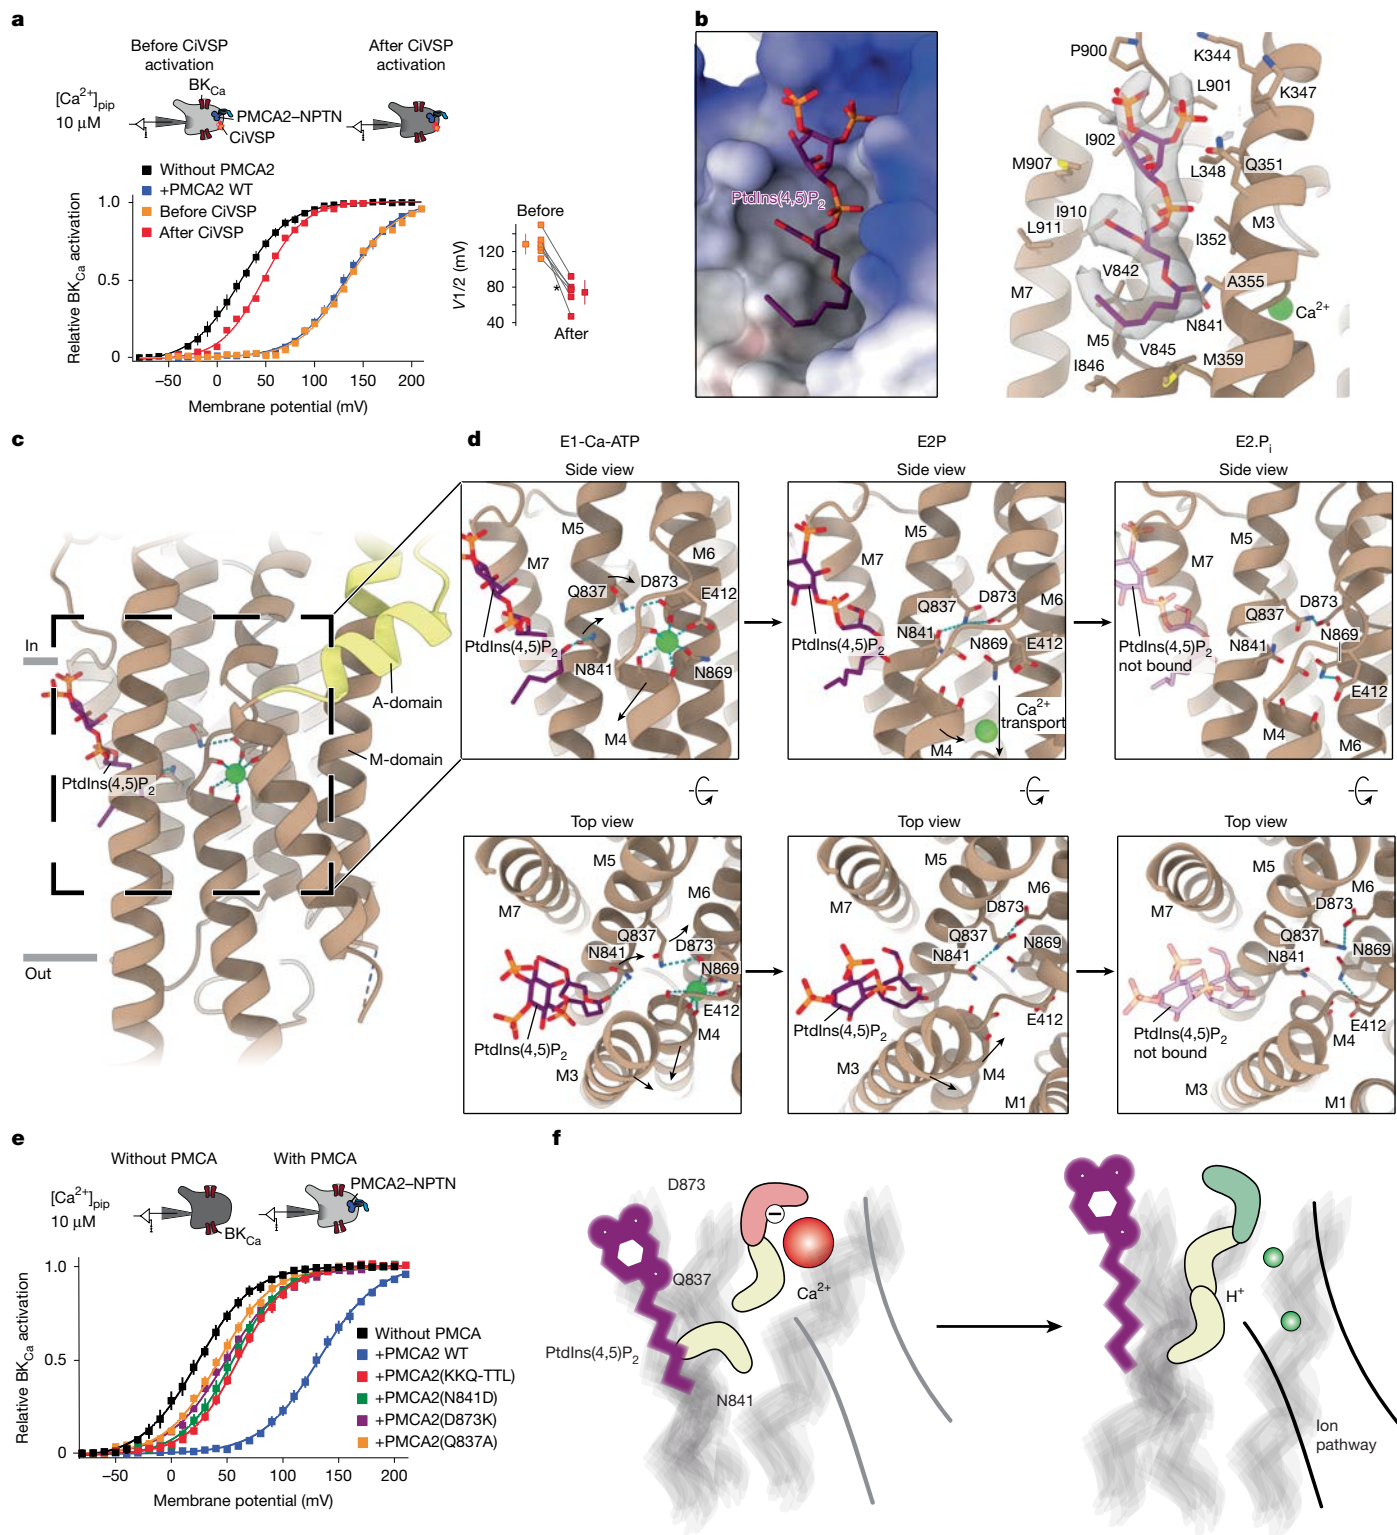 a
Before CiVSP
activation
After CiVSP
activation
BKCa
[Ca2+]pip
10 μM
PMCA2–NPTN
CiVSP
Without PMCA2
+PMCA2 WT
Before CiVSP
After CiVSP
Relative BKCa activation
1.0
0.5
0
–50
0
50
100
150
200
Membrane potential (mV)
Before
V1/2 (mV)
120
80
40
*
After
b
PtdIns(4,5)P2
P900
K344
L901
K347
I902
M907
Q351
L348
I910
M3
L911
I352
V842
A355
M7
Ca2+
N841
M5
V845
M359
I846
c
In
A-domain
M-domain
PtdIns(4,5)P2
Out
d
E1-Ca-ATP
E2P
E2.Pi
Side view
Side view
Side view
M5
M6
M7
D873
Q837
E412
PtdIns(4,5)P2
N841
N869
M4
M5
M7
D873
Q837
M6
N841
PtdIns(4,5)P2
N869
E412
Ca2+
transport
M4
M5
M7
D873
Q837
N869
PtdIns(4,5)P2
not bound
N841
E412
M4
M6
Top view
Top view
Top view
M5
M6
M7
Q837
D873
N841
N869
E412
PtdIns(4,5)P2
M4
M3
M5
M6
M7
D873
Q837
N869
N841
E412
PtdIns(4,5)P2
M3
M4
M1
M5
M6
M7
D873
Q837
N869
N841
E412
PtdIns(4,5)P2
not bound
M4
M3
M1
e
Without PMCA
With PMCA
[Ca2+]pip
10 μM
PMCA2–NPTN
BKCa
Relative BKCa activation
1.0
0.5
0
Without PMCA
+PMCA2 WT
+PMCA2(KKQ-TTL)
+PMCA2(N841D)
+PMCA2(D873K)
+PMCA2(Q837A)
–50
0
50
100
150
200
Membrane potential (mV)
f
D873
–
Q837
Ca2+
PtdIns(4,5)P2
N841
H+
Ion
pathway